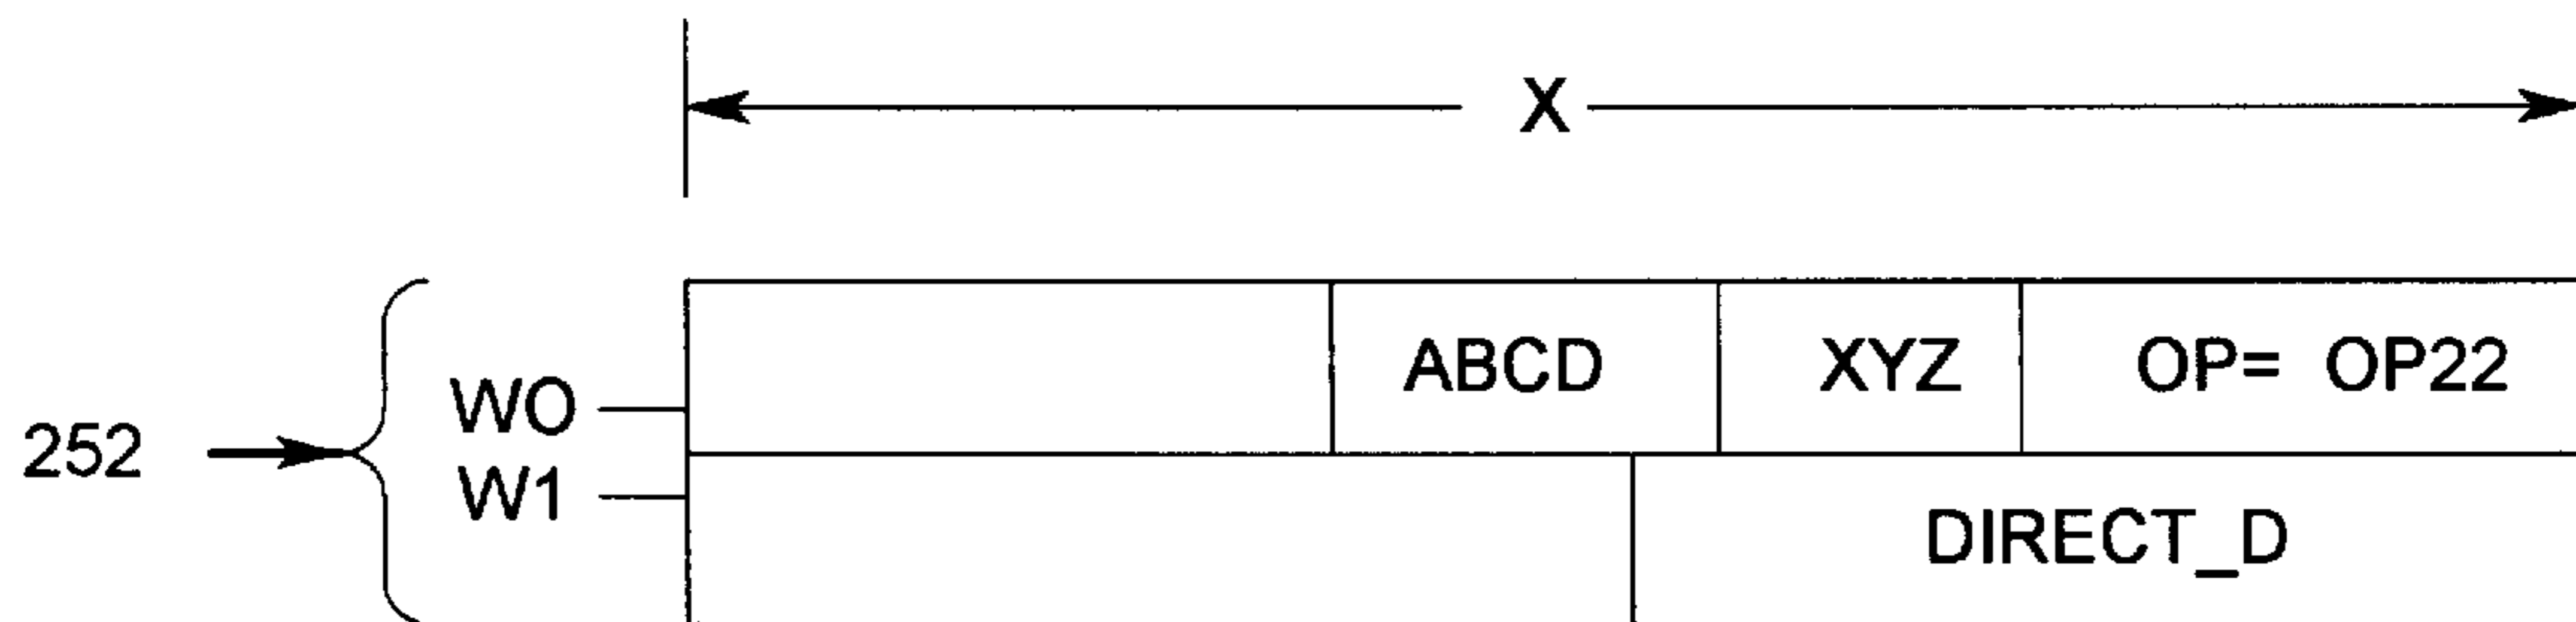 X
W0 ABCD XYZ OP= OP22
252
W1 DIRECT_D